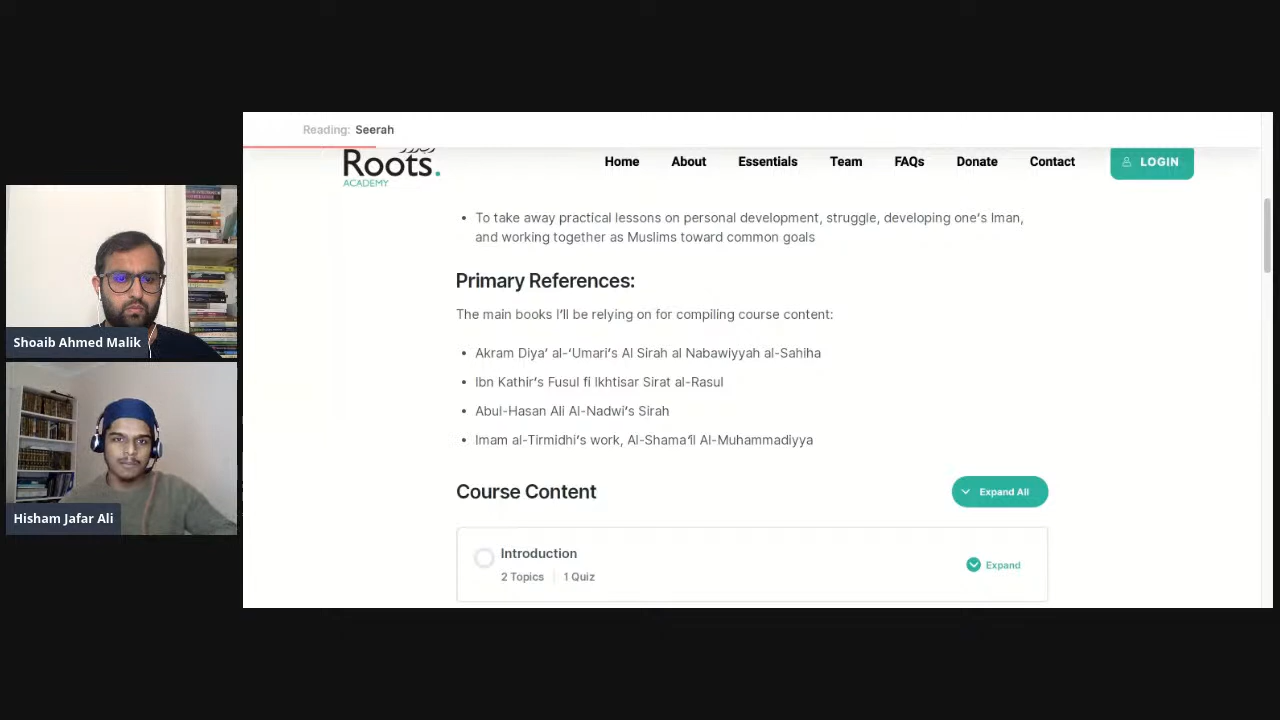 Reading: Seerah
Roots.
ACADEMY
Home About Essentials Team FAQs Donate Contact LOGIN
To take away practical lessons on personal development, struggle, developing one's Iman,
and working together as Muslims toward common goals
Primary References:
The main books I'll be relying on for compiling course content:
Akram Diya' al-'Umari's Al Sirah al Nabawiyyah al-Sahiha
Ibn Kathir's Fusul fi Ikhtisar Sirat al-Rasul
Abul-Hasan Ali Al-Nadwi's Sirah
Imam al-Tirmidhi's work, Al-Shama'il Al-Muhammadiyya
Course Content
Expand All
Introduction
2 Topics 1 Quiz
Expand
Shoaib Ahmed Malik
Hisham Jafar Ali